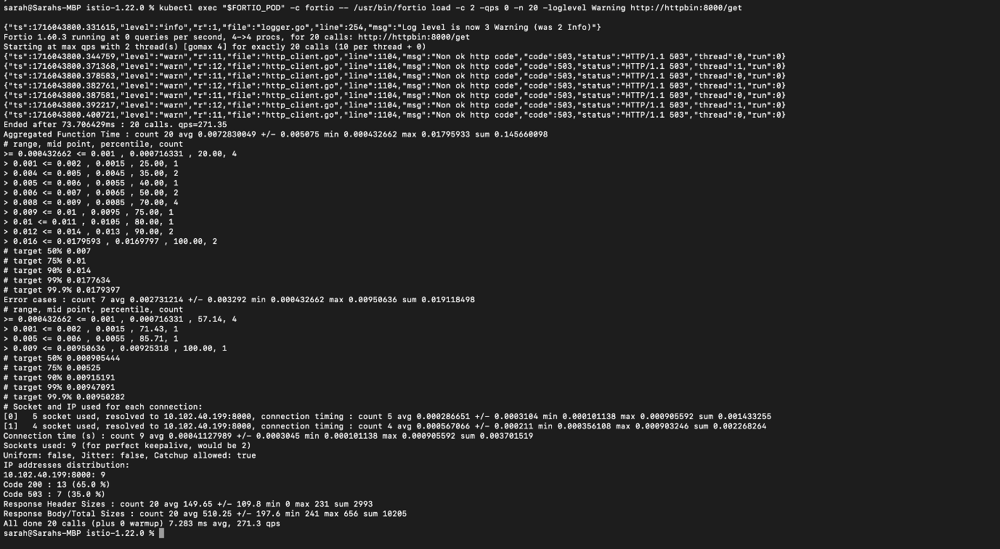 sarah@Sarahs-MBP istio-1.22.0 % kubectl exec "$FORTIO_POD" -c fortio -- /usr/bin/fortio load -c 2 -qps 0 -n 20 -loglevel Warning http://httpbin:8000/get
{"ts":1716043800.331615,"level":"info","r":1,"file":"logger.go","line":254,"msg":"Log level is now 3 Warning (was 2 Info)"}
Fortio 1.60.3 running at 0 queries per second, 4->4 procs, for 20 calls: http://httpbin:8000/get
Starting at max qps with 2 thread(s) [gomax 4] for exactly 20 calls (10 per thread + 0)
{"ts":1716043800.344759,"level":"warn","r":11,"file":"http_client.go","line":1104,"msg":"Non ok http code","code":503,"status":"HTTP/1.1 503","thread":0,"run":0}
{"ts":1716043800.371368,"level":"warn","r":12,"file":"http_client.go","line":1104,"msg":"Non ok http code","code":503,"status":"HTTP/1.1 503","thread":1,"run":0}
{"ts":1716043800.378583,"level":"warn","r":11,"file":"http_client.go","line":1104,"msg":"Non ok http code","code":503,"status":"HTTP/1.1 503","thread":0,"run":0}
{"ts":1716043800.382761,"level":"warn","r":12,"file":"http_client.go","line":1104,"msg":"Non ok http code","code":503,"status":"HTTP/1.1 503","thread":1,"run":0}
{"ts":1716043800.387581,"level":"warn","r":11,"file":"http_client.go","line":1104,"msg":"Non ok http code","code":503,"status":"HTTP/1.1 503","thread":0,"run":0}
{"ts":1716043800.392217,"level":"warn","r":12,"file":"http_client.go","line":1104,"msg":"Non ok http code","code":503,"status":"HTTP/1.1 503","thread":1,"run":0}
{"ts":1716043800.400721,"level":"warn","r":11,"file":"http_client.go","line":1104,"msg":"Non ok http code","code":503,"status":"HTTP/1.1 503","thread":0,"run":0}
Ended after 73.706429ms : 20 calls. qps=271.35
Aggregated Function Time : count 20 avg 0.0072830049 +/- 0.005075 min 0.000432662 max 0.01795933 sum 0.145660098
# range, mid point, percentile, count
>= 0.000432662 <= 0.001 , 0.000716331 , 20.00, 4
> 0.001 <= 0.002 , 0.0015 , 25.00, 1
> 0.004 <= 0.005 , 0.0045 , 35.00, 2
> 0.005 <= 0.006 , 0.0055 , 40.00, 1
> 0.006 <= 0.007 , 0.0065 , 50.00, 2
> 0.008 <= 0.009 , 0.0085 , 70.00, 4
> 0.009 <= 0.01 , 0.0095 , 75.00, 1
> 0.01 <= 0.011 , 0.0105 , 80.00, 1
> 0.012 <= 0.014 , 0.013 , 90.00, 2
> 0.016 <= 0.0179593 , 0.0169797 , 100.00, 2
# target 50% 0.007
# target 75% 0.01
# target 90% 0.014
# target 99% 0.0177634
# target 99.9% 0.0179397
Error cases : count 7 avg 0.002731214 +/- 0.003292 min 0.000432662 max 0.00950636 sum 0.019118498
# range, mid point, percentile, count
>= 0.000432662 <= 0.001 , 0.000716331 , 57.14, 4
> 0.001 <= 0.002 , 0.0015 , 71.43, 1
> 0.005 <= 0.006 , 0.0055 , 85.71, 1
> 0.009 <= 0.00950636 , 0.00925318 , 100.00, 1
# target 50% 0.000905444
# target 75% 0.00525
# target 90% 0.00915191
# target 99% 0.00947091
# target 99.9% 0.00950282
# Socket and IP used for each connection:
[0]   5 socket used, resolved to 10.102.40.199:8000, connection timing : count 5 avg 0.000286651 +/- 0.0003104 min 0.000101138 max 0.000905592 sum 0.001433255
[1]   4 socket used, resolved to 10.102.40.199:8000, connection timing : count 4 avg 0.000567066 +/- 0.000211 min 0.000356108 max 0.000903246 sum 0.002268264
Connection time (s) : count 9 avg 0.00041127989 +/- 0.0003045 min 0.000101138 max 0.000905592 sum 0.003701519
Sockets used: 9 (for perfect keepalive, would be 2)
Uniform: false, Jitter: false, Catchup allowed: true
IP addresses distribution:
10.102.40.199:8000: 9
Code 200 : 13 (65.0 %)
Code 503 : 7 (35.0 %)
Response Header Sizes : count 20 avg 149.65 +/- 109.8 min 0 max 231 sum 2993
Response Body/Total Sizes : count 20 avg 510.25 +/- 197.6 min 241 max 656 sum 10205
All done 20 calls (plus 0 warmup) 7.283 ms avg, 271.3 qps
sarah@Sarahs-MBP istio-1.22.0 %